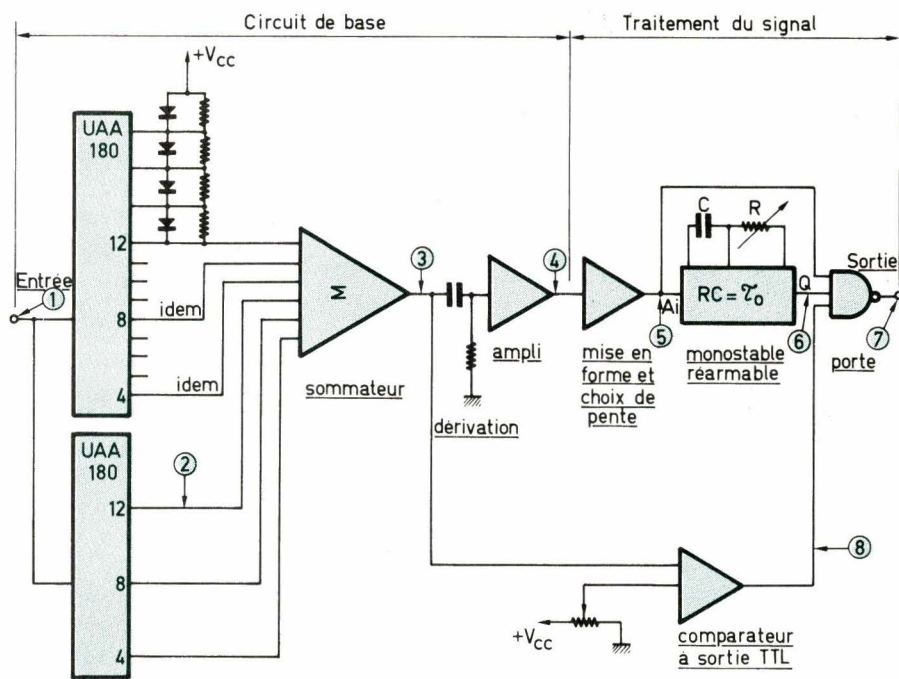 Circuit de base
Traitement du signal
+Vcc
UAA
180
12
8
4
Entrée
1
idem
idem
UAA
180
12
8
4
2
Σ
sommateur
3
dérivation
ampli
4
mise en
forme et
choix de
pente
5
Ai
C
R
RC = τo
Q
6
monostable
réarmable
Sortie
7
porte
8
+Vcc
comparateur
à sortie TTL